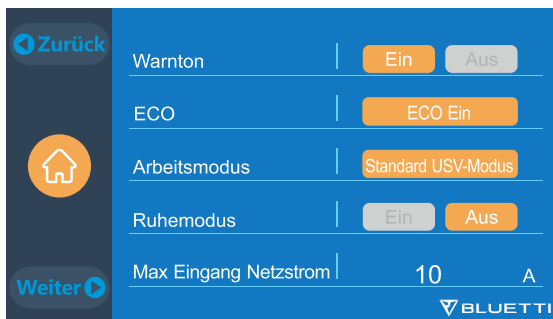 Zurück
Warnton Ein Aus
ECO ECO Ein
Arbeitsmodus Standard USV-Modus
Ruhemodus Ein Aus
Max Eingang Netzstrom 10 A
Weiter
BLUETTI